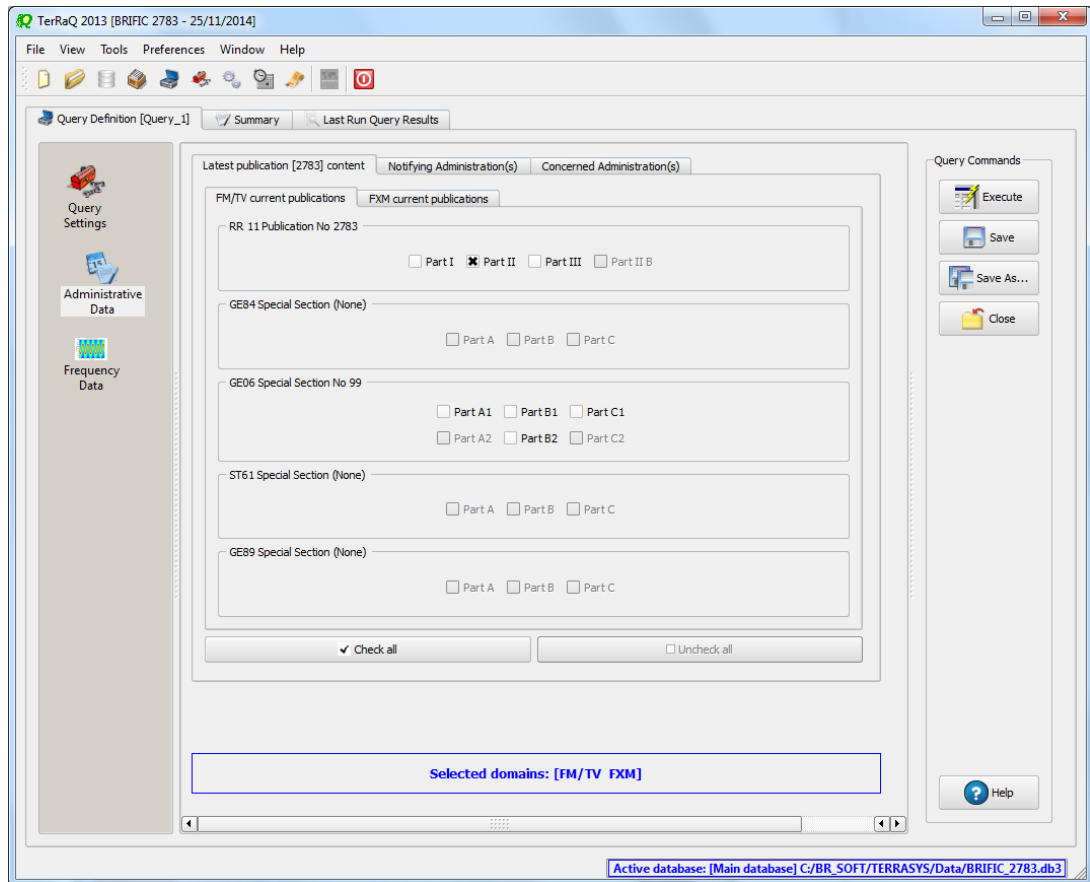 TerRaQ 2013 [BRIFIC 2783 - 25/11/2014]
File View Tools Preferences Window Help
Query Definition [Query_1] Summary Last Run Query Results
Query Settings
Administrative Data
Frequency Data
Latest publication [2783] content Notifying Administration(s) Concerned Administration(s)
FM/TV current publications FXM current publications
RR 11 Publication No 2783
Part I Part II Part III Part II B
GE84 Special Section (None)
Part A Part B Part C
GE06 Special Section No 99
Part A1 Part B1 Part C1
Part A2 Part B2 Part C2
ST61 Special Section (None)
Part A Part B Part C
GE89 Special Section (None)
Part A Part B Part C
Check all Uncheck all
Selected domains: [FM/TV FXM]
Query Commands
Execute
Save
Save As...
Close
Help
Active database: [Main database] C:/BR_SOFT/TERRASYS/Data/BRIFIC_2783.db3